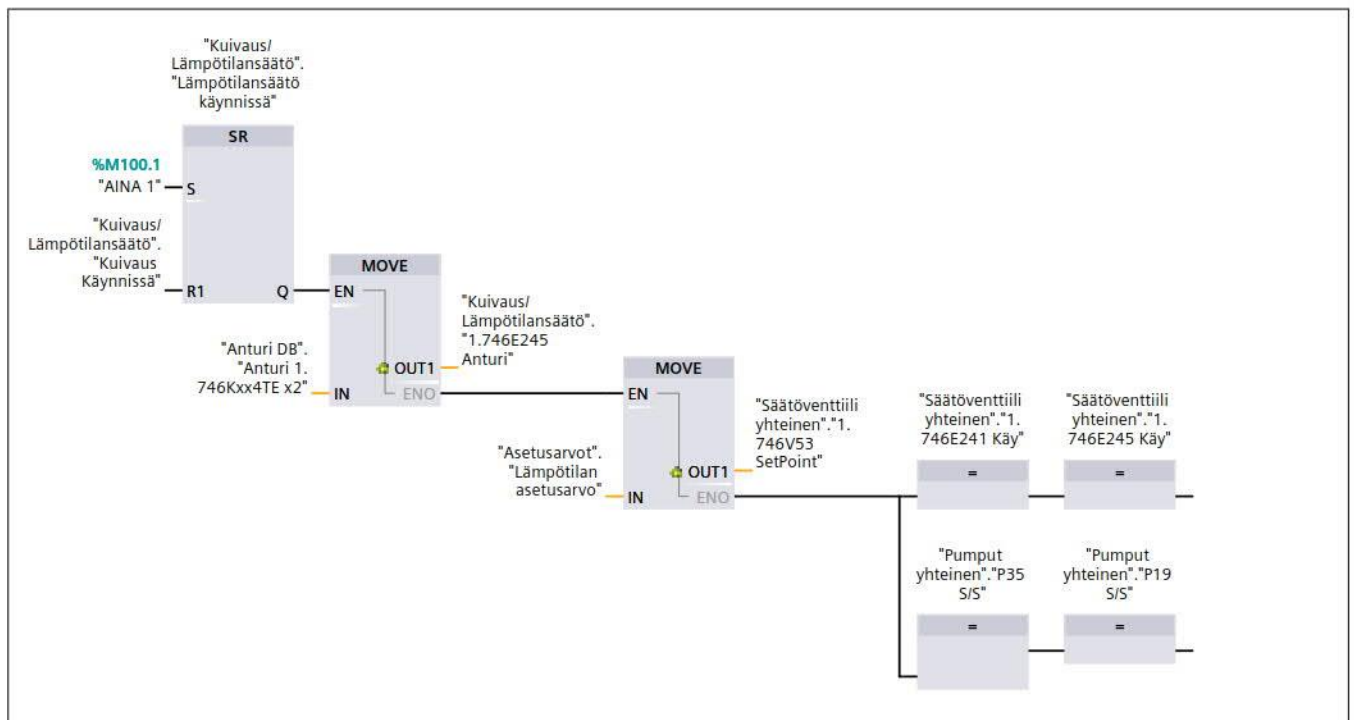 "Kuivaus/
Lämpötilansäätö".
"Lämpötilansäätö
käynnissä"
SR
%M100.1
"AINA 1"
S
"Kuivaus/
Lämpötilansäätö".
"Kuivaus
Käynnissä"
R1
Q
MOVE
EN
"Kuivaus/
Lämpötilansäätö".
"1.746E245
Anturi"
OUT1
"Anturi DB".
"Anturi 1.
746Kxx4TE x2"
IN
ENO
MOVE
EN
"Säätöventtiili
yhteinen"."1.
746V53
SetPoint"
OUT1
"Asetusarvot".
"Lämpötilan
asetusarvo"
IN
ENO
"Säätöventtiili
yhteinen"."1.
746E241 Käy"
=
"Säätöventtiili
yhteinen"."1.
746E245 Käy"
=
"Pumput
yhteinen"."P35
S/S"
=
"Pumput
yhteinen"."P19
S/S"
=